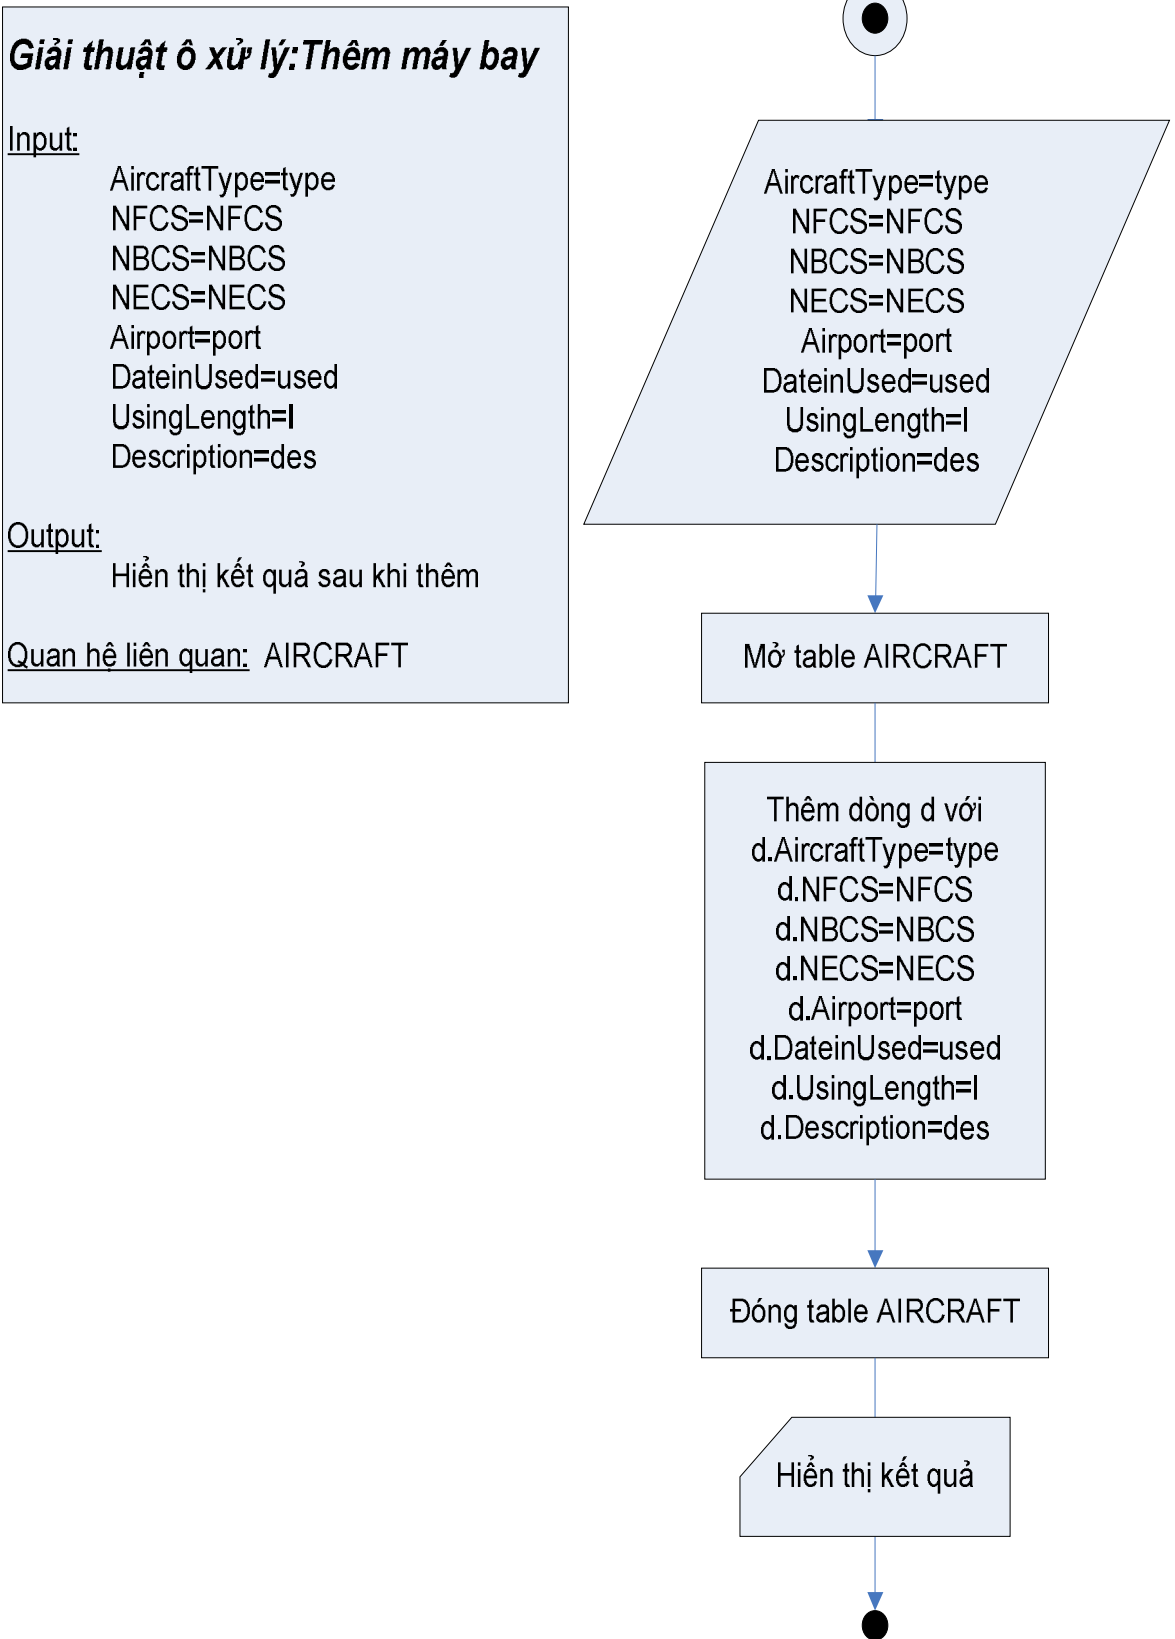 Giải thuật ô xử lý:Thêm máy bay
Input:
AircraftType=type
NFCS=NFCS
NBCS=NBCS
NECS=NECS
Airport=port
DateinUsed=used
UsingLength=l
Description=des
Output:
Hiển thị kết quả sau khi thêm
Quan hệ liên quan: AIRCRAFT
AircraftType=type
NFCS=NFCS
NBCS=NBCS
NECS=NECS
Airport=port
DateinUsed=used
UsingLength=l
Description=des
Mở table AIRCRAFT
Thêm dòng d với
d.AircraftType=type
d.NFCS=NFCS
d.NBCS=NBCS
d.NECS=NECS
d.Airport=port
d.DateinUsed=used
d.UsingLength=l
d.Description=des
Đóng table AIRCRAFT
Hiển thị kết quả